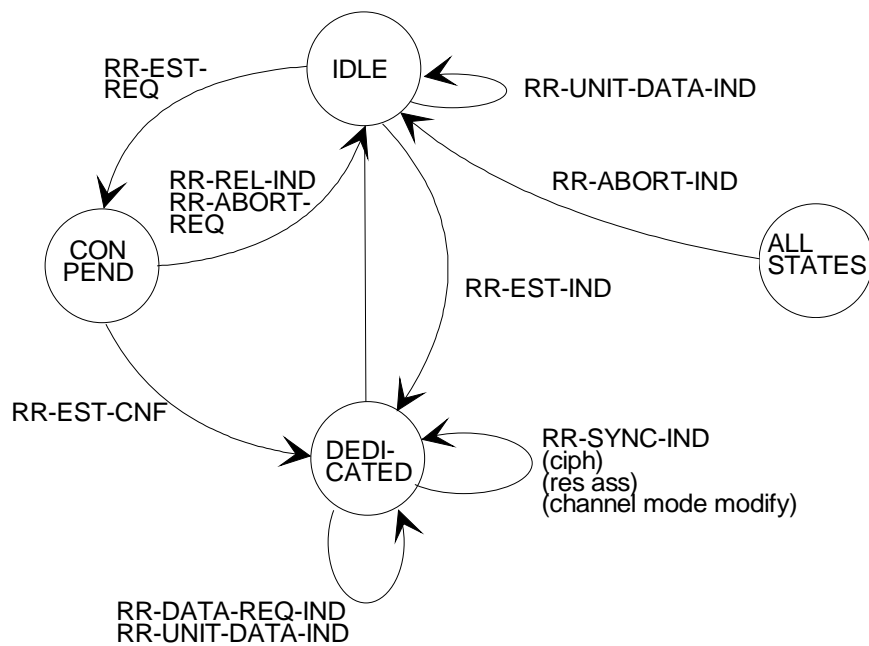 IDLE
RR-EST-
REQ
RR-UNIT-DATA-IND
RR-REL-IND
RR-ABORT-
REQ
RR-ABORT-IND
CON
PEND
ALL
STATES
RR-EST-IND
RR-EST-CNF
DEDI-
CATED
RR-SYNC-IND
(ciph)
(res ass)
(channel mode modify)
RR-DATA-REQ-IND
RR-UNIT-DATA-IND